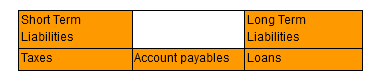 Short Term
Liabilities
Long Term
Liabilities
Taxes
Account payables
Loans